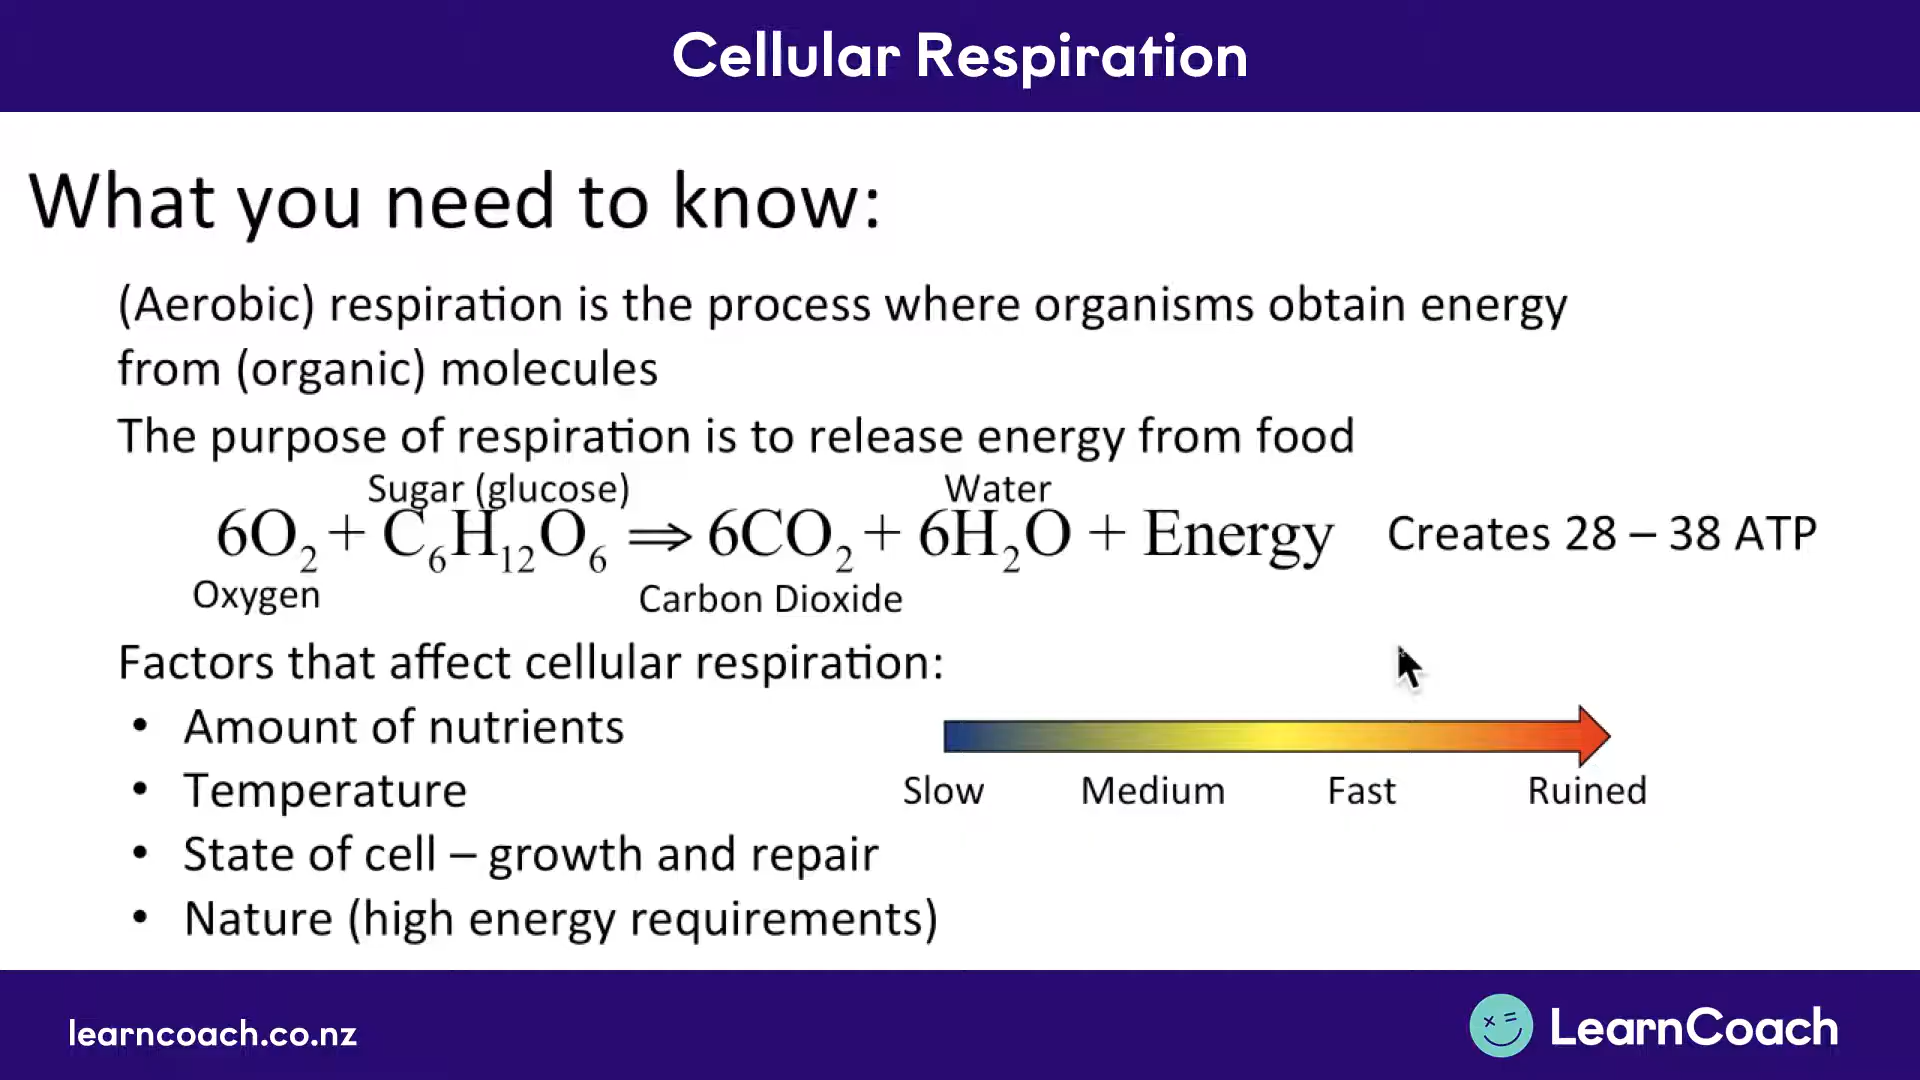 Cellular Respiration
What you need to know:
(Aerobic) respiration is the process where organisms obtain energy
from (organic) molecules
The purpose of respiration is to release energy from food
Sugar (glucose) Water
6O₂ + C₆H₁₂O₆ ⇒ 6CO₂ + 6H₂O + Energy Creates 28 – 38 ATP
Oxygen Carbon Dioxide
Factors that affect cellular respiration:
• Amount of nutrients
• Temperature
Slow Medium Fast Ruined
• State of cell – growth and repair
• Nature (high energy requirements)
learncoach.co.nz
LearnCoach